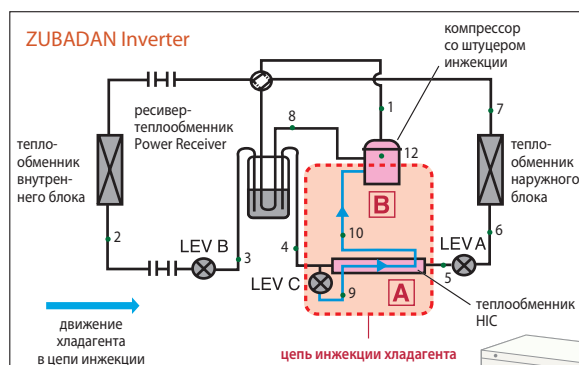 ZUBADAN Inverter
компрессор
со штуцером
инжекции
ресивер-
теплообменник
Power Receiver
тепло-
обменник
внутрен-
него блока
тепло-
обменник
наружного
блока
1
7
8
12
B
2
LEV B
3
4
10
LEV A
6
5
LEV C
9
A
теплообменник
HIC
движение
хладагента
в цепи инжекции
цепь инжекции хладагента